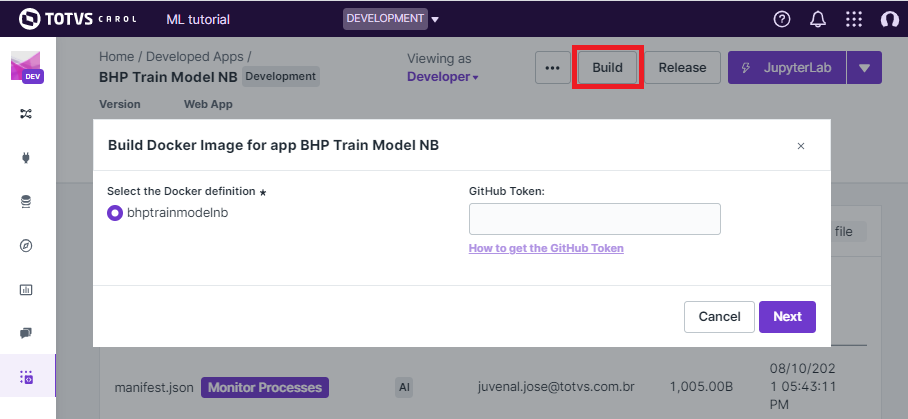 TOTVS CAROL
ML tutorial
DEVELOPMENT
DEV
Home / Developed Apps /
BHP Train Model NB Development
Viewing as
Developer
...
Build
Release
JupyterLab
Version Web App
Build Docker Image for app BHP Train Model NB
×
Select the Docker definition *
bhptrainmodelnb
GitHub Token:
How to get the GitHub Token
file
Cancel
Next
manifest.json Monitor Processes AI juvenal.jose@totvs.com.br 1,005.00B
08/10/202
1 05:43:11
PM